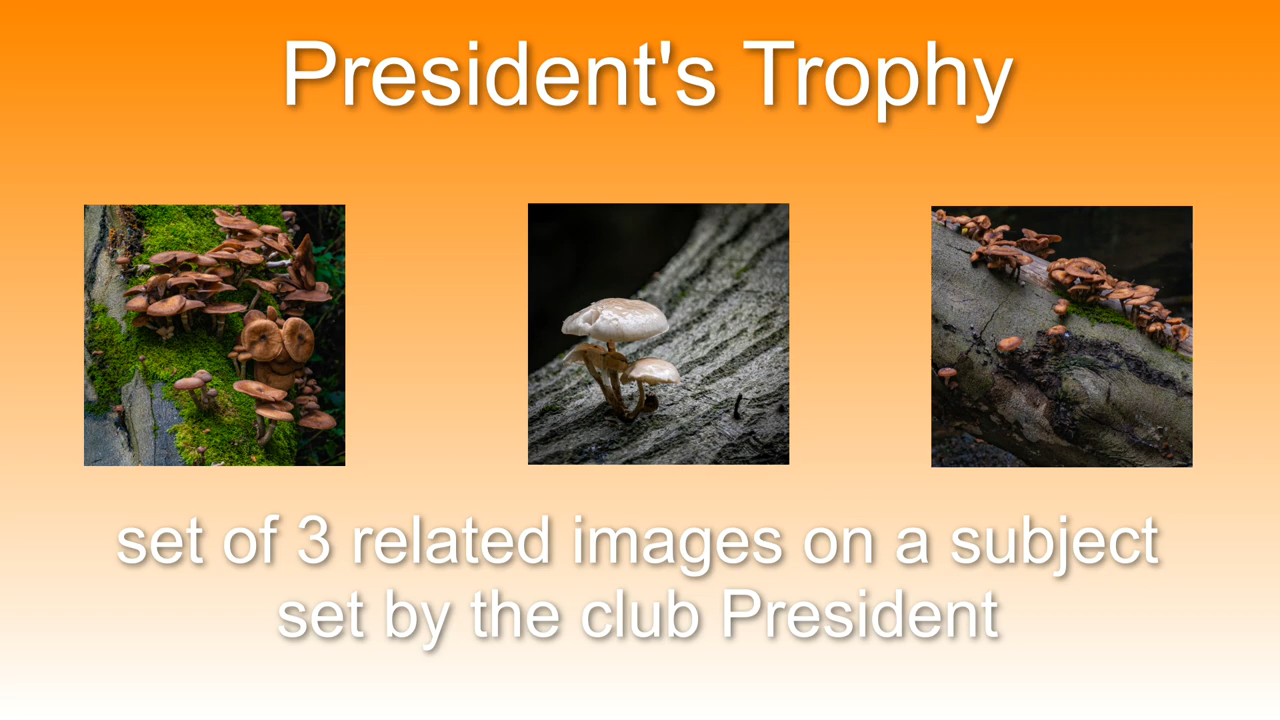 President's Trophy
set of 3 related images on a subject
set by the club President